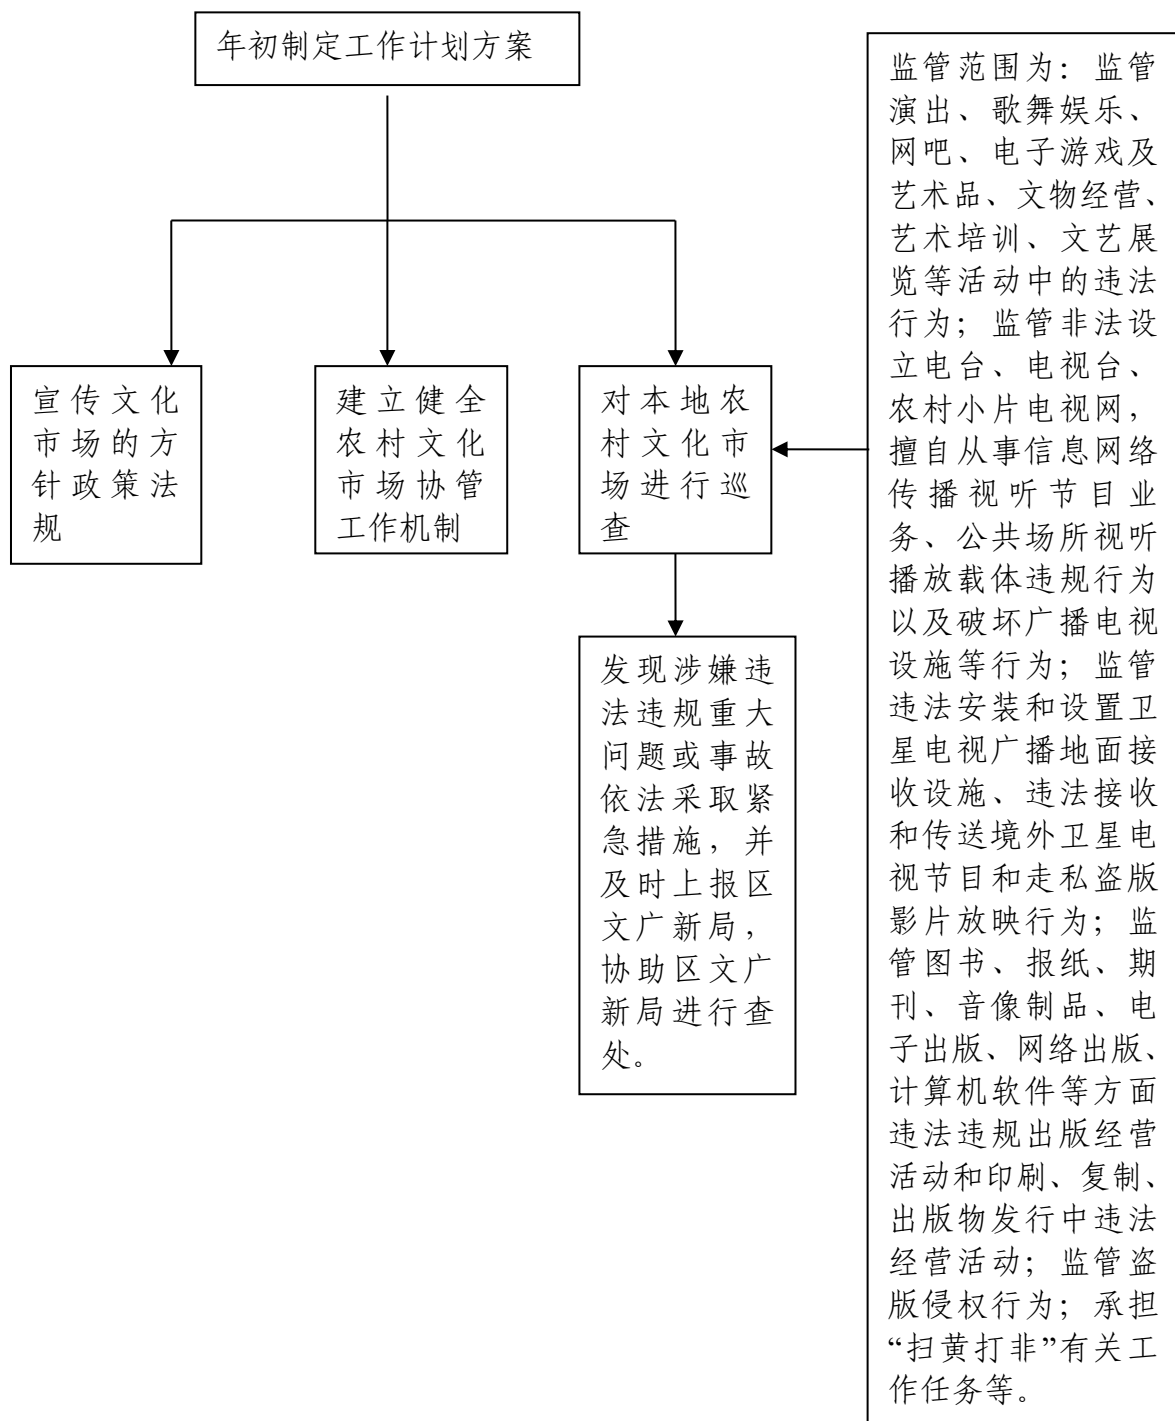 年初制定工作计划方案
宣传文化
市场的方
针政策法
规
建立健全
农村文化
市场协管
工作机制
对本地农
村文化市
场进行巡
查
发现涉嫌违
法违规重大
问题或事故
依法采取紧
急措施，并
及时上报区
文广新局，
协助区文广
新局进行查
处。
监管范围为：监管
演出、歌舞娱乐、
网吧、电子游戏及
艺术品、文物经营、
艺术培训、文艺展
览等活动中的违法
行为；监管非法设
立电台、电视台、
农村小片电视网，
擅自从事信息网络
传播视听节目业
务、公共场所视听
播放载体违规行为
以及破坏广播电视
设施等行为；监管
违法安装和设置卫
星电视广播地面接
收设施、违法接收
和传送境外卫星电
视节目和走私盗版
影片放映行为；监
管图书、报纸、期
刊、音像制品、电
子出版、网络出版、
计算机软件等方面
违法违规出版经营
活动和印刷、复制、
出版物发行中违法
经营活动；监管盗
版侵权行为；承担
“扫黄打非”有关工
作任务等。